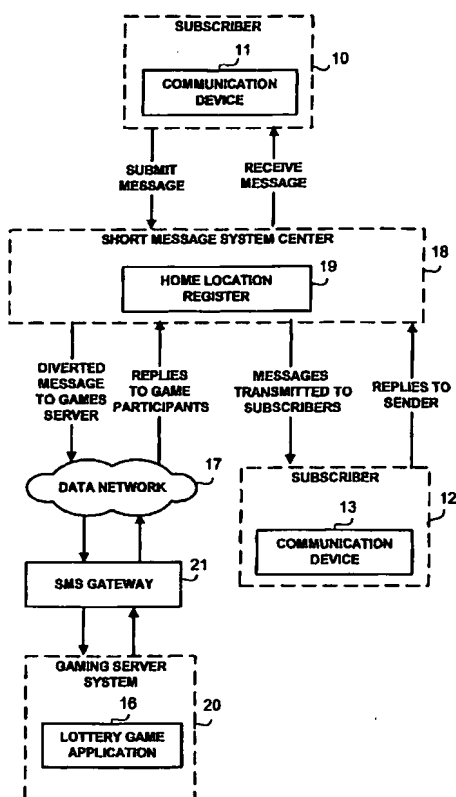 SUBSCRIBER
11
10
COMMUNICATION
DEVICE
SUBMIT
MESSAGE
RECEIVE
MESSAGE
SHORT MESSAGE SYSTEM CENTER
19
18
HOME LOCATION
REGISTER
DIVERTED
MESSAGE
TO GAMES
SERVER
REPLIES
TO GAME
PARTICIPANTS
MESSAGES
TRANSMITTED TO
SUBSCRIBERS
REPLIES TO
SENDER
17
DATA NETWORK
SUBSCRIBER
12
13
COMMUNICATION
DEVICE
21
SMS GATEWAY
GAMING SERVER
SYSTEM
20
16
LOTTERY GAME
APPLICATION